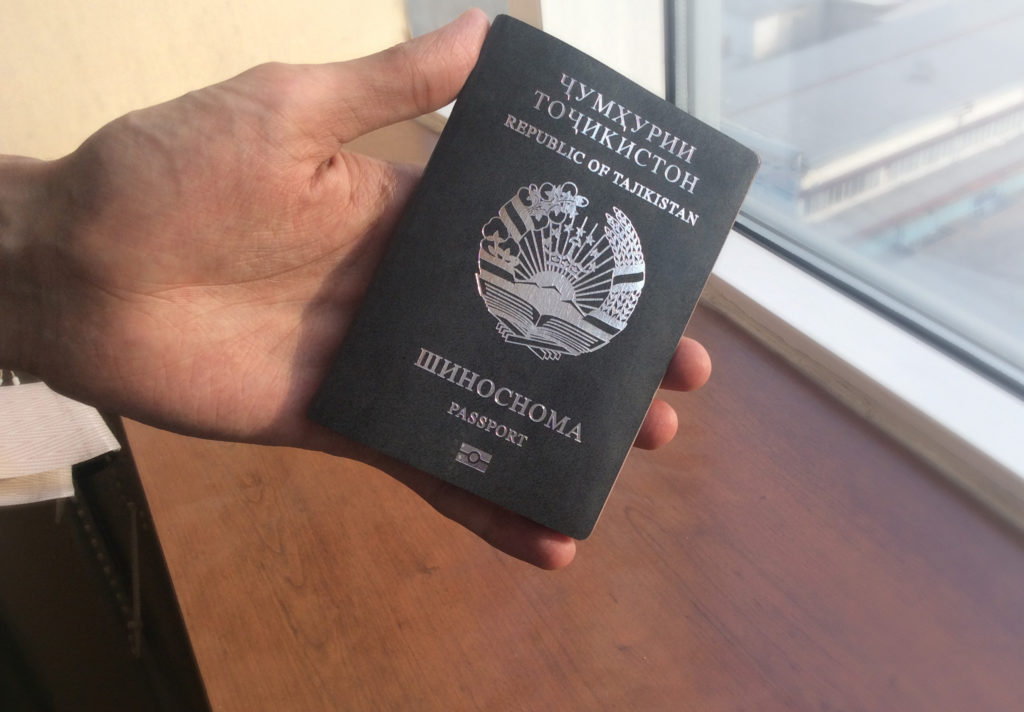 ҶУМҲУРИИ
ТОҶИКИСТОН
REPUBLIC OF TAJIKISTAN
ШИНОСНОМА
PASSPORT